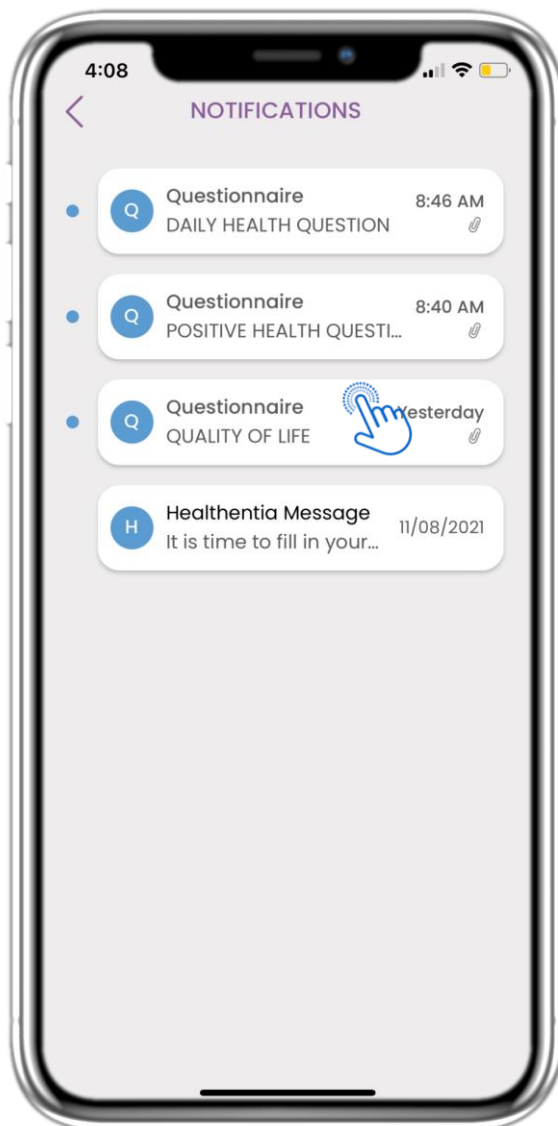 4:08
NOTIFICATIONS
Q
Questionnaire
8:46 AM
DAILY HEALTH QUESTION
Q
Questionnaire
8:40 AM
POSITIVE HEALTH QUESTI...
Q
Questionnaire
Yesterday
QUALITY OF LIFE
H
Healthentia Message
11/08/2021
It is time to fill in your...